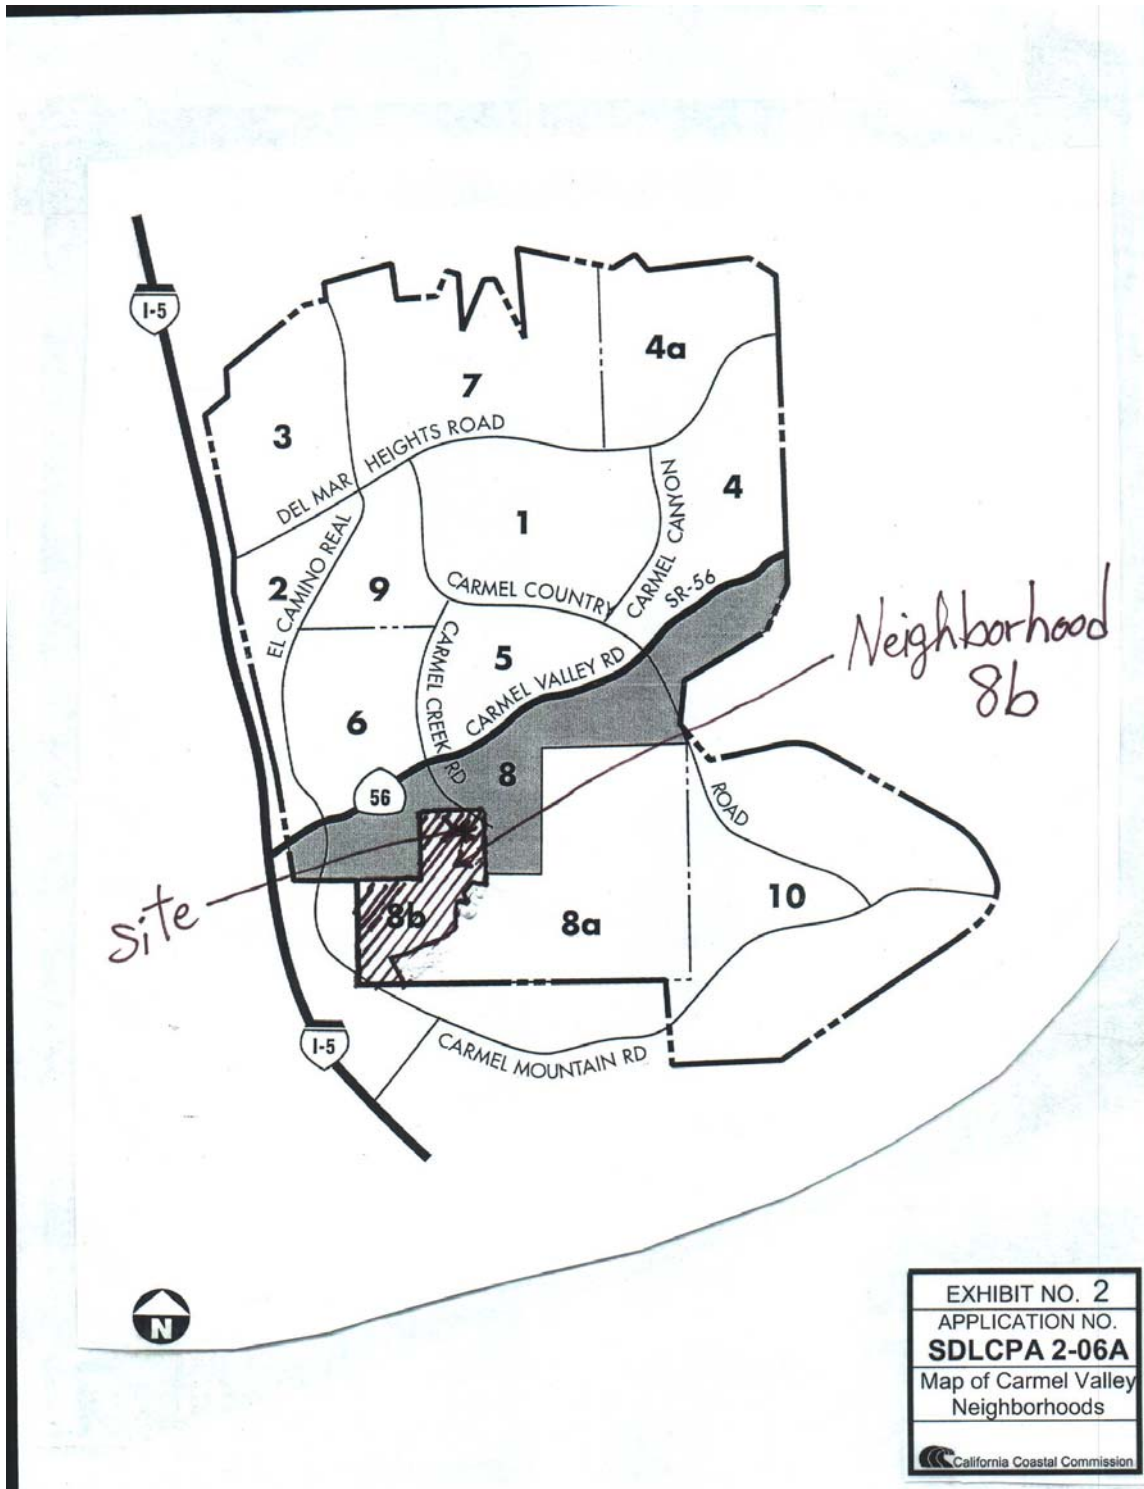 I-5
4a
7
3
HEIGHTS ROAD
DEL MAR
4
1
CARMEL CANYON
EL CAMINO REAL
2
9
CARMEL COUNTRY
SR-56
Neighborhood
8b
5
CARMEL CREEK RD
CARMEL VALLEY RD
6
8
56
ROAD
site
8b
8a
10
I-5
CARMEL MOUNTAIN RD
N
EXHIBIT NO. 2
APPLICATION NO.
SDLCPA 2-06A
Map of Carmel Valley
Neighborhoods
California Coastal Commission